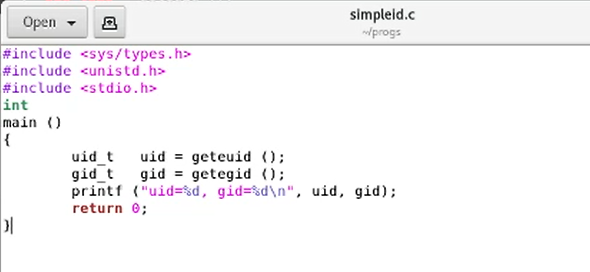 Open
simpleid.c
~/progs
#include <sys/types.h>
#include <unistd.h>
#include <stdio.h>
int
main ()
{
        uid_t   uid = geteuid ();
        gid_t   gid = getegid ();
        printf ("uid=%d, gid=%d\n", uid, gid);
        return 0;
}